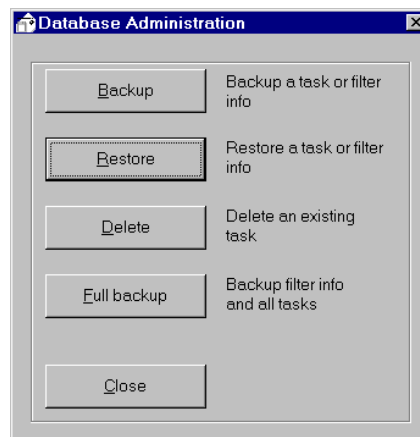 Database Administration
Backup
Backup a task or filter
info
Restore
Restore a task or filter
info
Delete
Delete an existing
task
Full backup
Backup filter info
and all tasks
Close